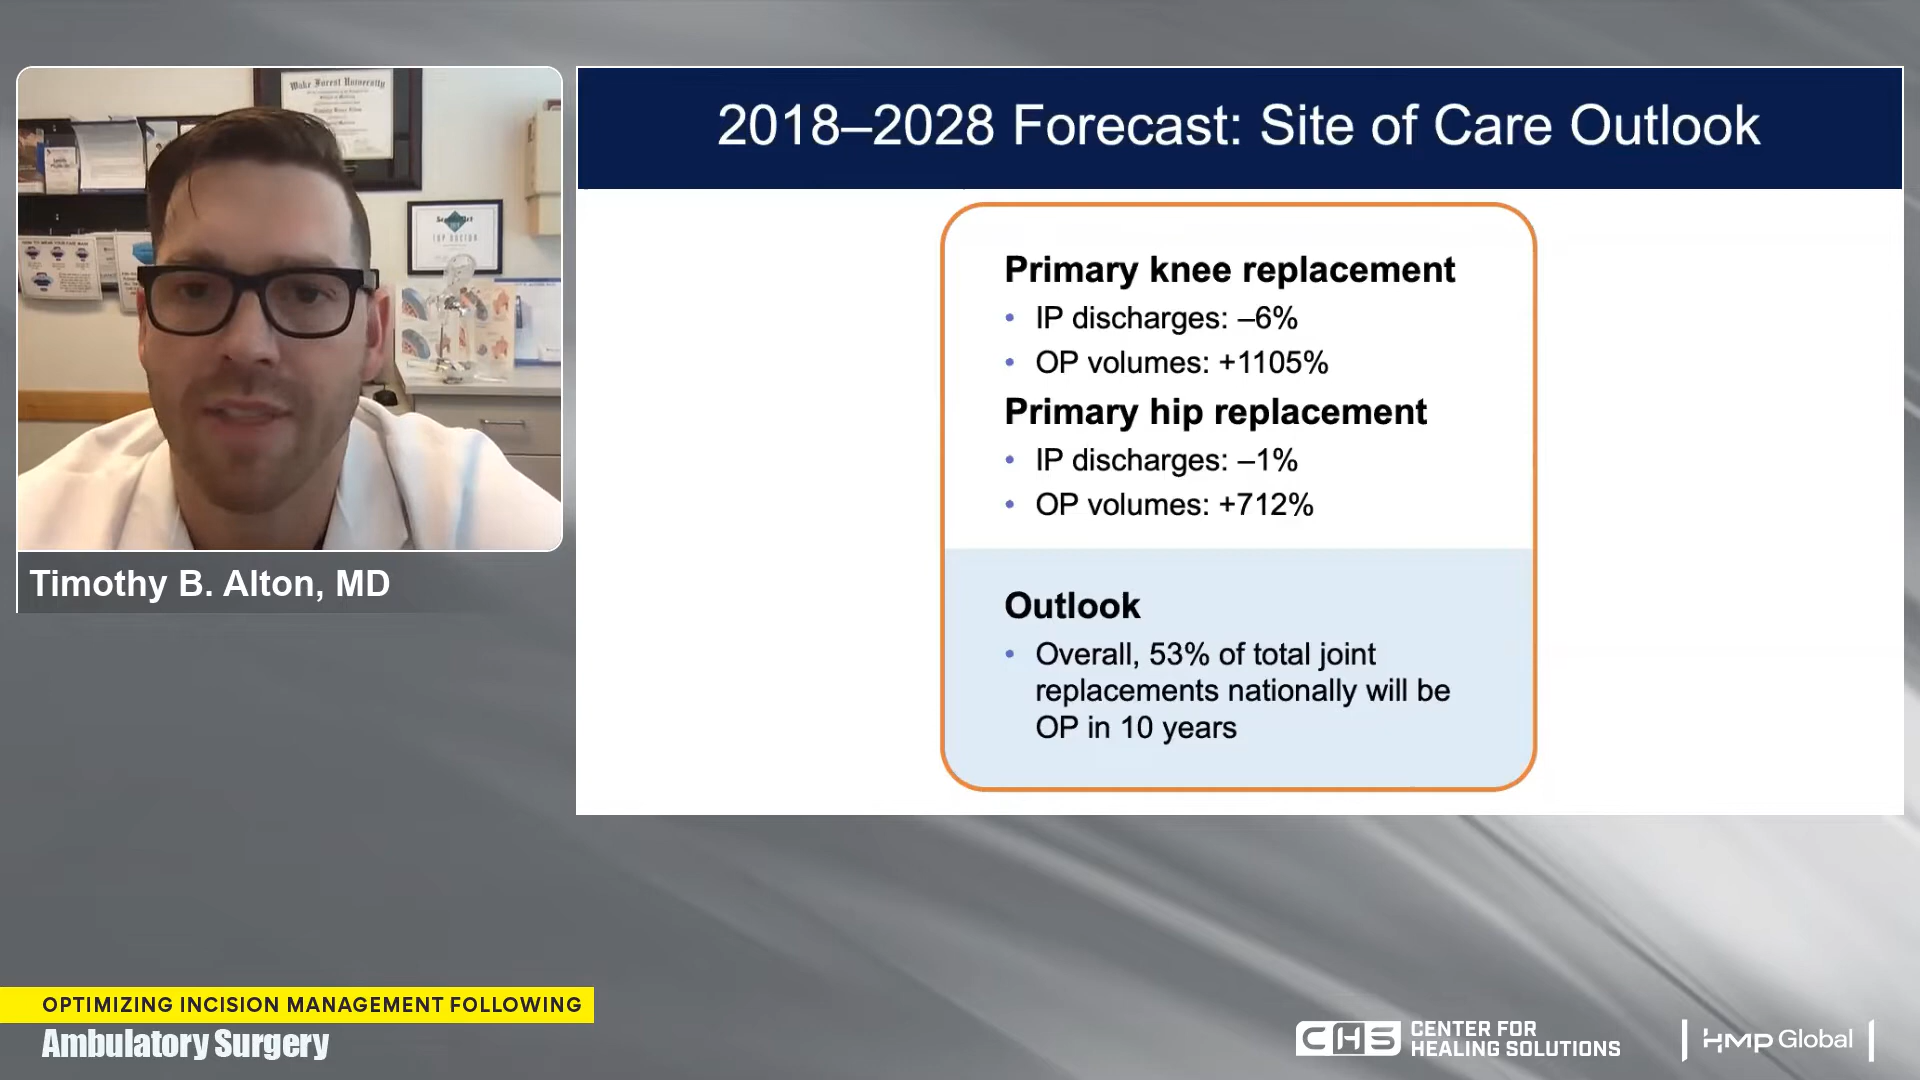 Wake Forest University
TOP DOCTOR
Timothy B. Alton, MD
2018–2028 Forecast: Site of Care Outlook
Primary knee replacement
• IP discharges: –6%
• OP volumes: +1105%
Primary hip replacement
• IP discharges: –1%
• OP volumes: +712%
Outlook
• Overall, 53% of total joint
replacements nationally will be
OP in 10 years
OPTIMIZING INCISION MANAGEMENT FOLLOWING
Ambulatory Surgery
CHS CENTER FOR
HEALING SOLUTIONS
HMP Global